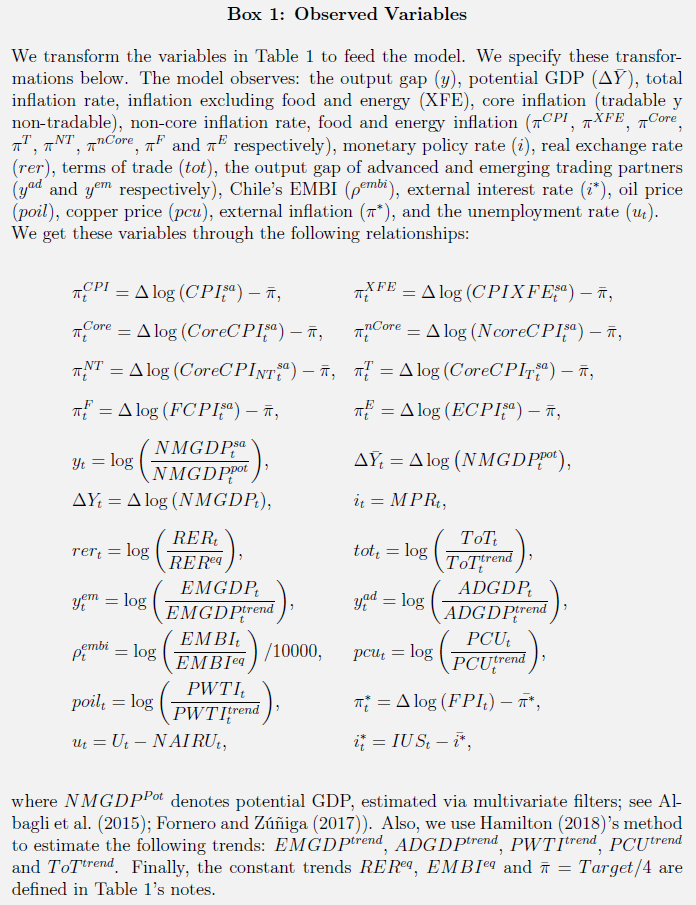 Box 1: Observed Variables
We transform the variables in Table 1 to feed the model. We specify these transfor-
mations below. The model observes: the output gap (y), potential GDP (ΔȲ), total
inflation rate, inflation excluding food and energy (XFE), core inflation (tradable y
non-tradable), non-core inflation rate, food and energy inflation (π^{CPI}, π^{XFE}, π^{Core},
π^{T}, π^{NT}, π^{nCore}, π^{F} and π^{E} respectively), monetary policy rate (i), real exchange rate
(rer), terms of trade (tot), the output gap of advanced and emerging trading partners
(y^{ad} and y^{em} respectively), Chile's EMBI (ρ^{embi}), external interest rate (i*), oil price
(poil), copper price (pcu), external inflation (π*), and the unemployment rate (u_t).
We get these variables through the following relationships:
π_t^{CPI} = Δ log (CPI_t^{sa}) − π̄, π_t^{XFE} = Δ log (CPIXFE_t^{sa}) − π̄,
π_t^{Core} = Δ log (CoreCPI_t^{sa}) − π̄, π_t^{nCore} = Δ log (NcoreCPI_t^{sa}) − π̄,
π_t^{NT} = Δ log (CoreCPI_{NT}{}_t^{sa}) − π̄, π_t^{T} = Δ log (CoreCPI_{T}{}_t^{sa}) − π̄,
π_t^{F} = Δ log (FCPI_t^{sa}) − π̄, π_t^{E} = Δ log (ECPI_t^{sa}) − π̄,
y_t = log (NMGDP_t^{sa} / NMGDP_t^{pot}), ΔȲ_t = Δ log (NMGDP_t^{pot}),
ΔY_t = Δ log (NMGDP_t), i_t = MPR_t,
rer_t = log (RER_t / RER^{eq}), tot_t = log (ToT_t / ToT_t^{trend}),
y_t^{em} = log (EMGDP_t / EMGDP_t^{trend}), y_t^{ad} = log (ADGDP_t / ADGDP_t^{trend}),
ρ_t^{embi} = log (EMBI_t / EMBI^{eq}) /10000, pcu_t = log (PCU_t / PCU_t^{trend}),
poil_t = log (PWTI_t / PWTI_t^{trend}), π_t^* = Δ log (FPI_t) − π̄*,
u_t = U_t − NAIRU_t, i_t^* = IUS_t − ī*,
where NMGDP^{Pot} denotes potential GDP, estimated via multivariate filters; see Al-
bagli et al. (2015); Fornero and Zúñiga (2017)). Also, we use Hamilton (2018)'s method
to estimate the following trends: EMGDP^{trend}, ADGDP^{trend}, PWTI^{trend}, PCU^{trend}
and ToT^{trend}. Finally, the constant trends RER^{eq}, EMBI^{eq} and π̄ = Target/4 are
defined in Table 1's notes.